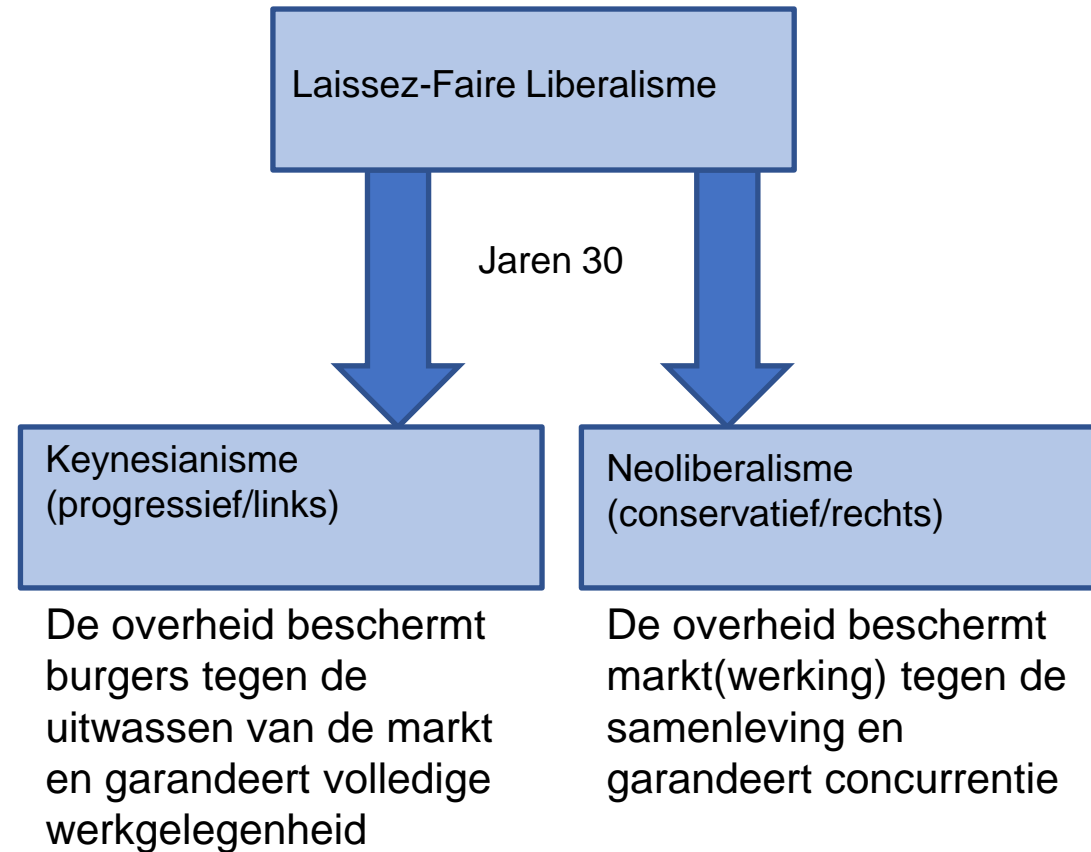 Laissez-Faire Liberalisme
Jaren 30
Keynesianisme
(progressief/links)
De overheid beschermt
burgers tegen de
uitwassen van de markt
en garandeert volledige
werkgelegenheid
Neoliberalisme
(conservatief/rechts)
De overheid beschermt
markt(werking) tegen de
samenleving en
garandeert concurrentie